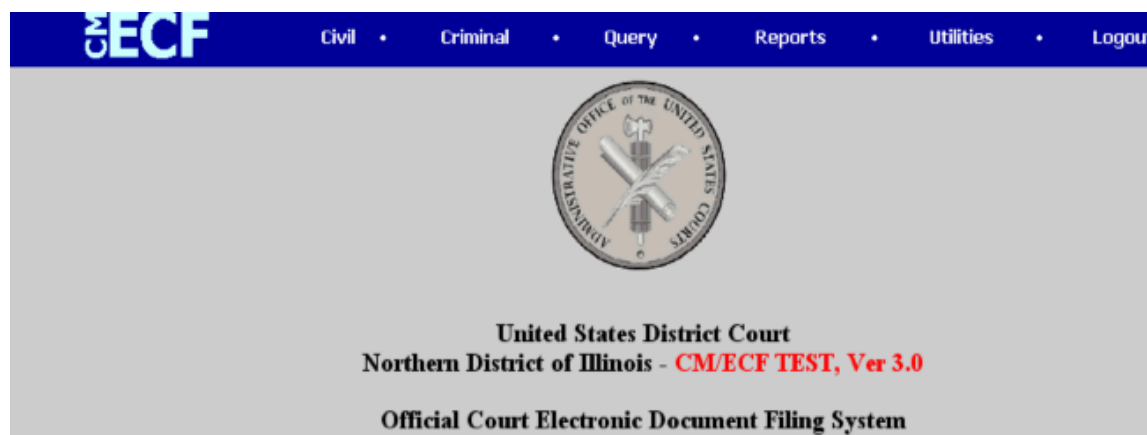 CM ECF Civil • Criminal • Query • Reports • Utilities • Logou
ADMINISTRATIVE OFFICE OF THE UNITED STATES COURTS
United States District Court
Northern District of Illinois - CM/ECF TEST, Ver 3.0
Official Court Electronic Document Filing System